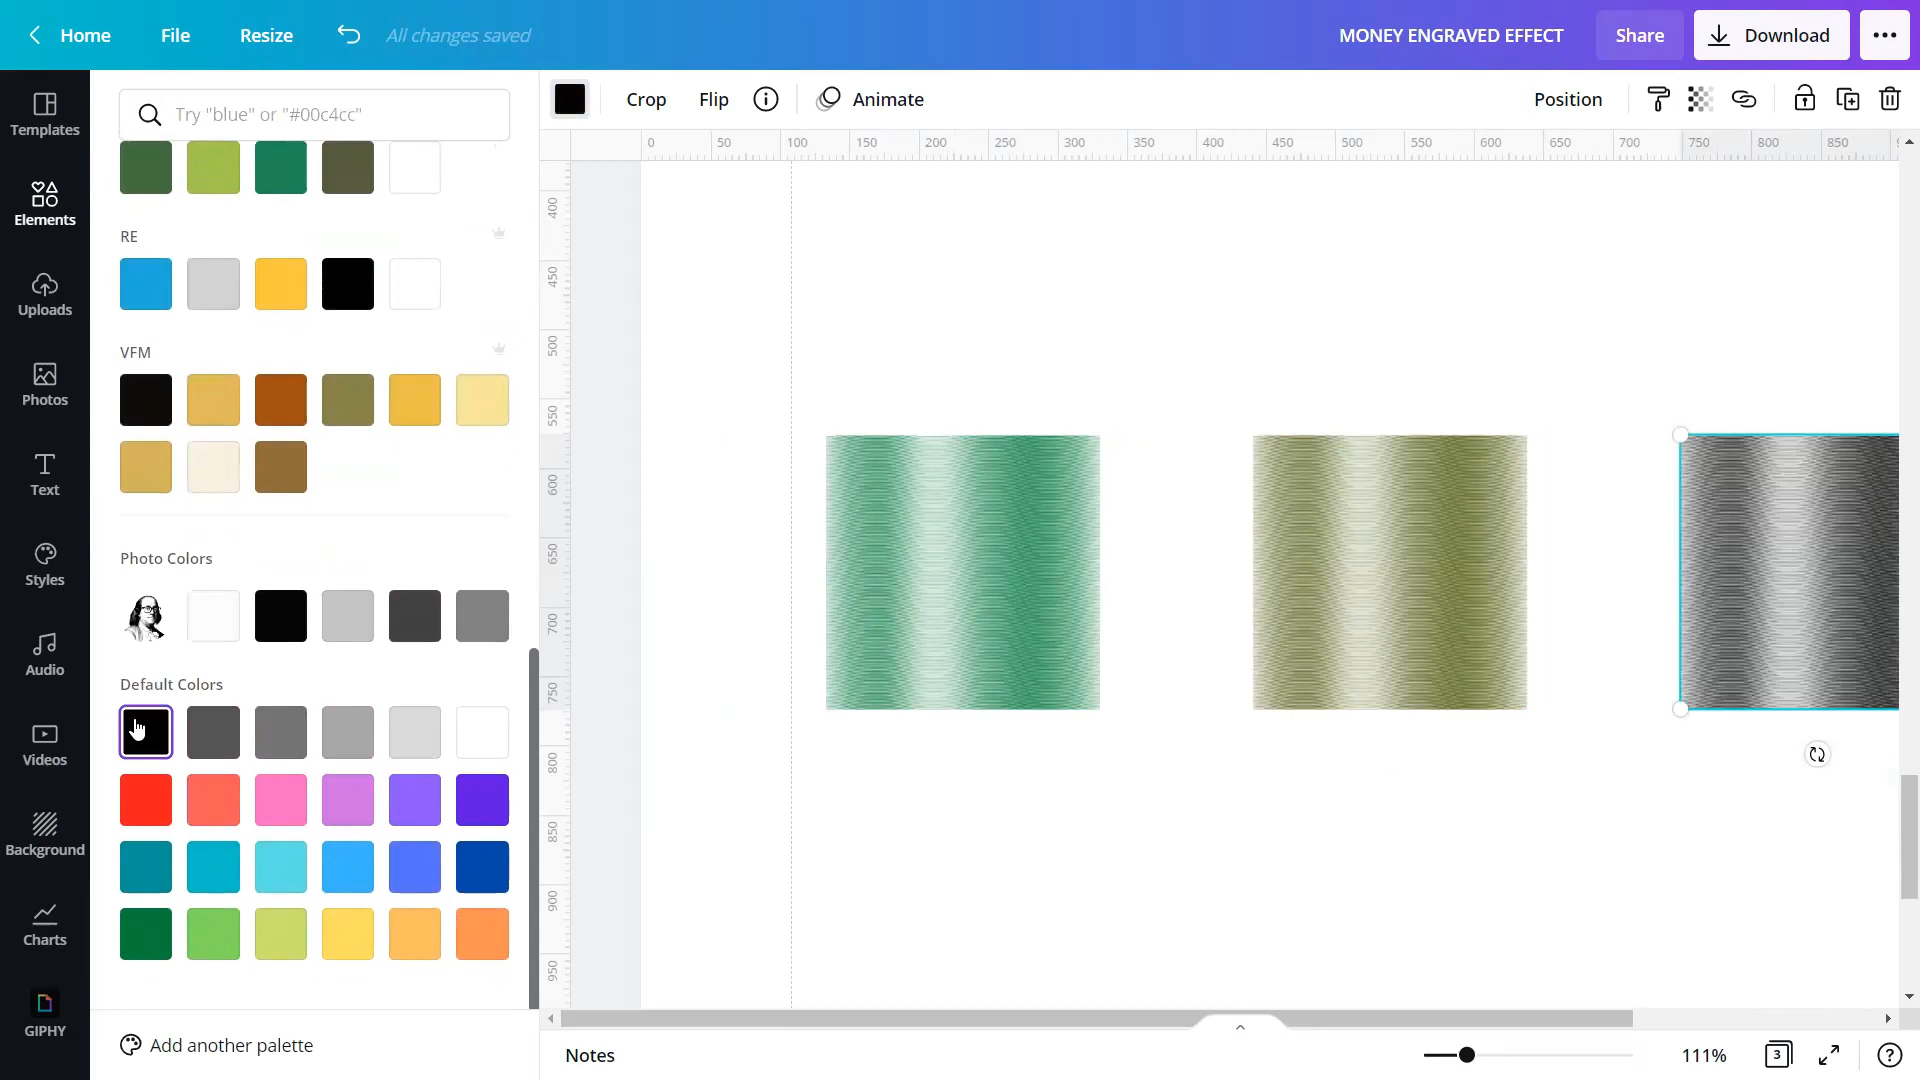 Home
File
Resize
All changes saved
MONEY ENGRAVED EFFECT
Share
Download
Templates
Elements
Uploads
Photos
Text
Styles
Audio
Videos
Background
Charts
GIPHY
Try "blue" or "#00c4cc"
RE
VFM
Photo Colors
Default Colors
Add another palette
Crop
Flip
Animate
Position
0 50 100 150 200 250 300 350 400 450 500 550 600 650 700 750 800 850
400
450
500
550
600
650
700
750
800
850
900
950
Notes
111%
3